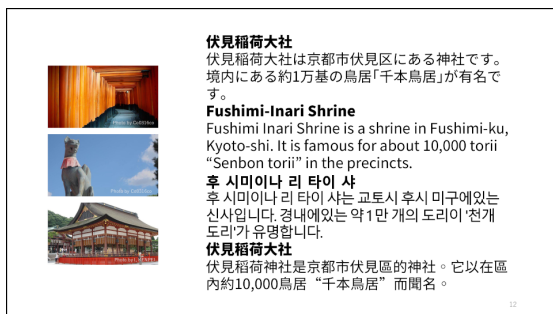 伏見稲荷大社
伏見稲荷大社は京都市伏見区にある神社です。
境内にある約1万基の鳥居「千本鳥居」が有名で
す。
Fushimi-Inari Shrine
Fushimi Inari Shrine is a shrine in Fushimi-ku,
Kyoto-shi. It is famous for about 10,000 torii
“Senbon torii” in the precincts.
후 시미이나 리 타이 샤
후 시미이나 리 타이 샤는 교토시 후시 미구에있는
신사입니다. 경내에있는 약 1 만 개의 도리이 '천개
도리'가 유명합니다.
伏見稲荷大社
伏見稲荷神社是京都市伏見區的神社。它以在區
內約10,000鳥居“千本鳥居”而聞名。
12